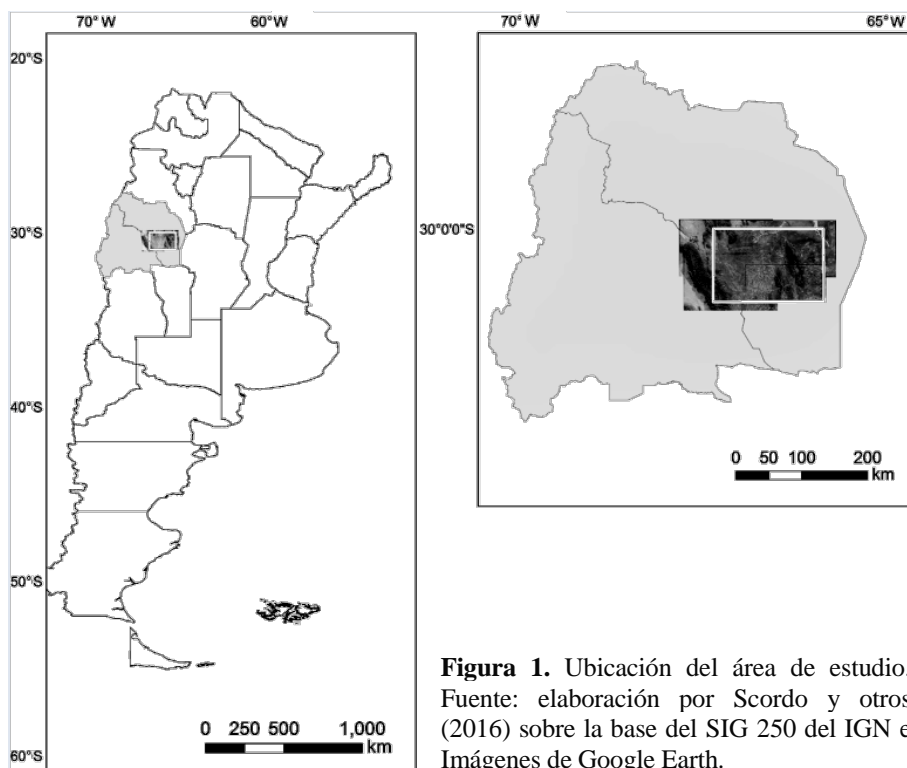 70° W 60°W
20°S
30°S
40°S
50°S
60°S
0 250 500 1,000
km
70°W 65°W
30°0'0"S
0 50 100 200
km
Figura 1. Ubicación del área de estudio.
Fuente: elaboración por Scordo y otros
(2016) sobre la base del SIG 250 del IGN e
Imágenes de Google Earth.